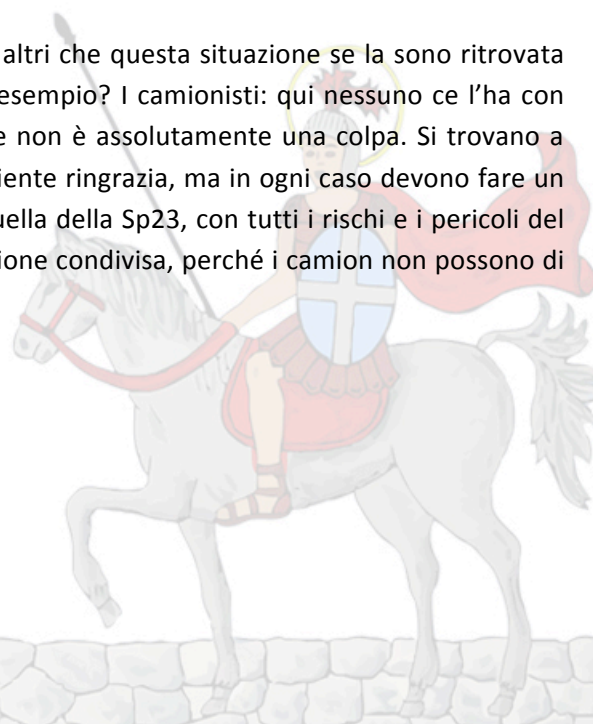 altri che questa situazione se la sono ritrovata
esempio? I camionisti: qui nessuno ce l’ha con
e non è assolutamente una colpa. Si trovano a
iente ringrazia, ma in ogni caso devono fare un
uella della Sp23, con tutti i rischi e i pericoli del
ione condivisa, perché i camion non possono di